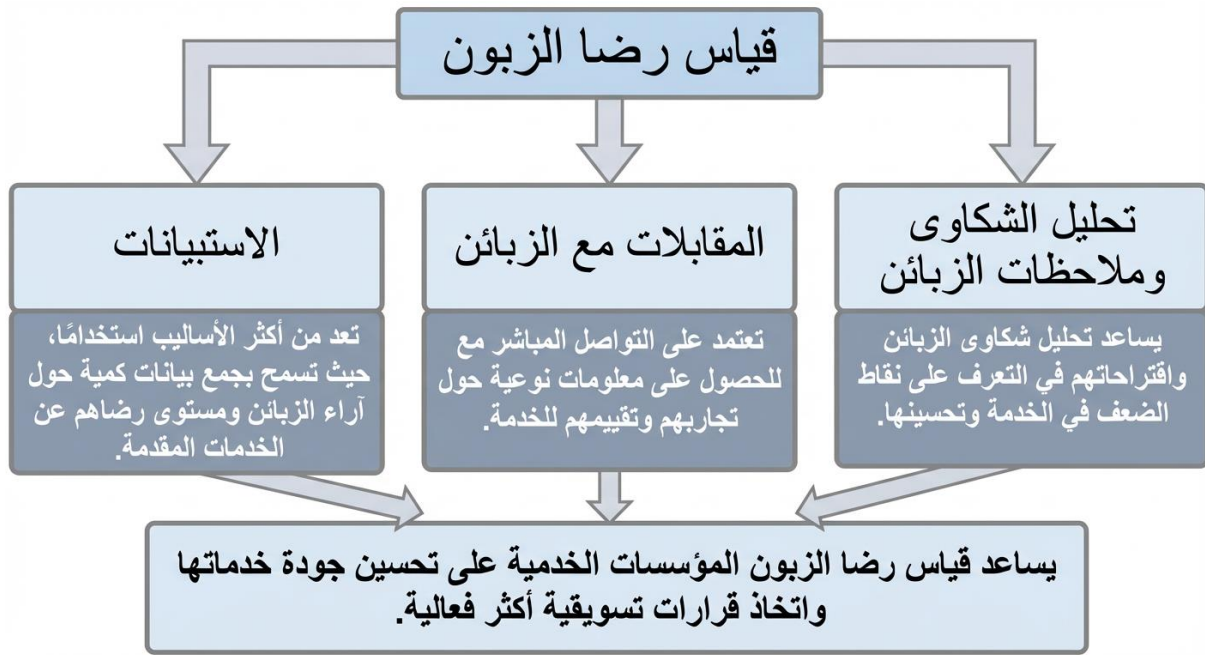 قياس رضا الزبون
تحليل الشكاوى
وملاحظات الزبائن
يساعد تحليل شكاوى الزبائن
واقتراحاتهم في التعرف على نقاط
الضعف في الخدمة وتحسينها.
المقابلات مع الزبائن
تعتمد على التواصل المباشر مع
للحصول على معلومات نوعية حول
تجاربهم وتقييمهم للخدمة.
الاستبيانات
تعد من أكثر الأساليب استخدامًا،
حيث تسمح بجمع بيانات كمية حول
آراء الزبائن ومستوى رضاهم عن
الخدمات المقدمة.
يساعد قياس رضا الزبون المؤسسات الخدمية على تحسين جودة خدماتها
واتخاذ قرارات تسويقية أكثر فعالية.